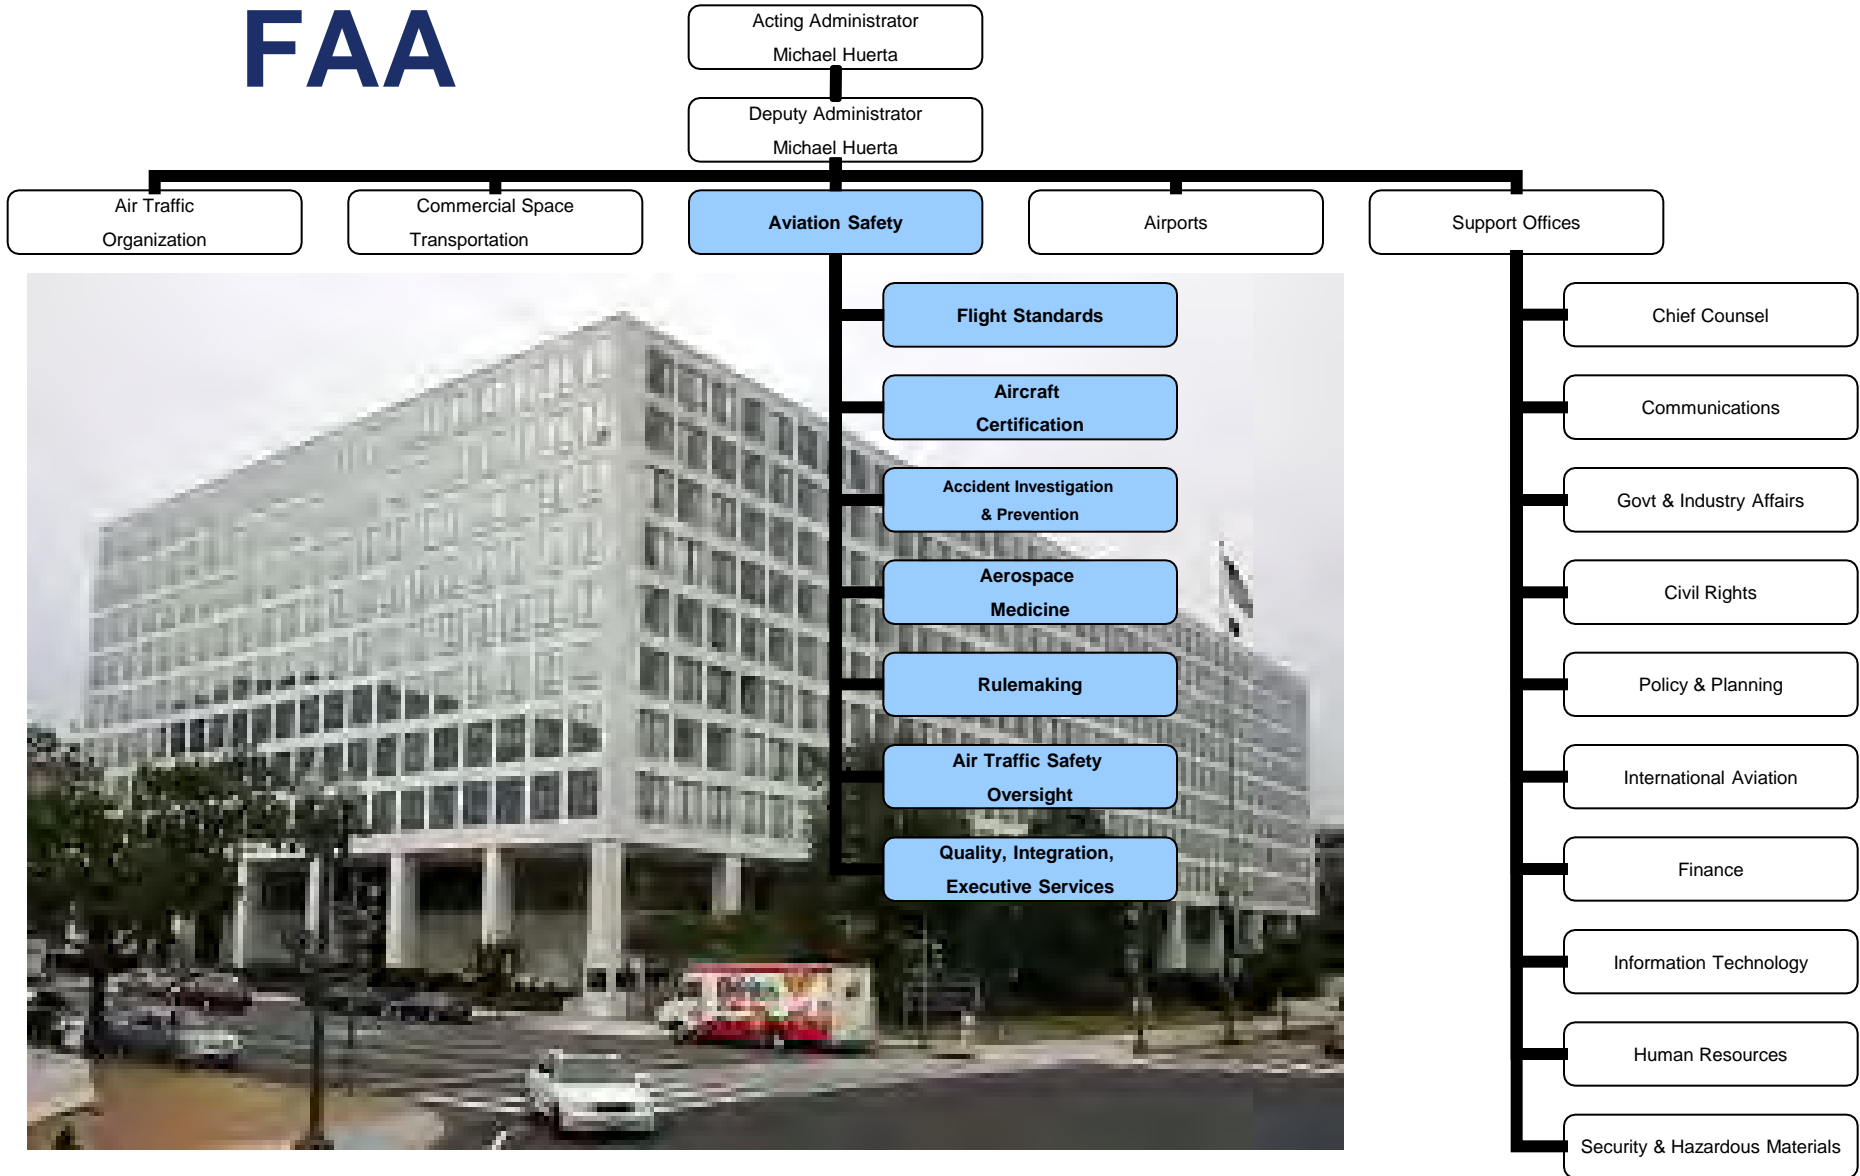 FAA
Acting Administrator
Michael Huerta
Deputy Administrator
Michael Huerta
Air Traffic
Organization
Commercial Space
Transportation
Aviation Safety
Airports
Support Offices
Flight Standards
Aircraft
Certification
Accident Investigation
& Prevention
Aerospace
Medicine
Rulemaking
Air Traffic Safety
Oversight
Quality, Integration,
Executive Services
Chief Counsel
Communications
Govt & Industry Affairs
Civil Rights
Policy & Planning
International Aviation
Finance
Information Technology
Human Resources
Security & Hazardous Materials